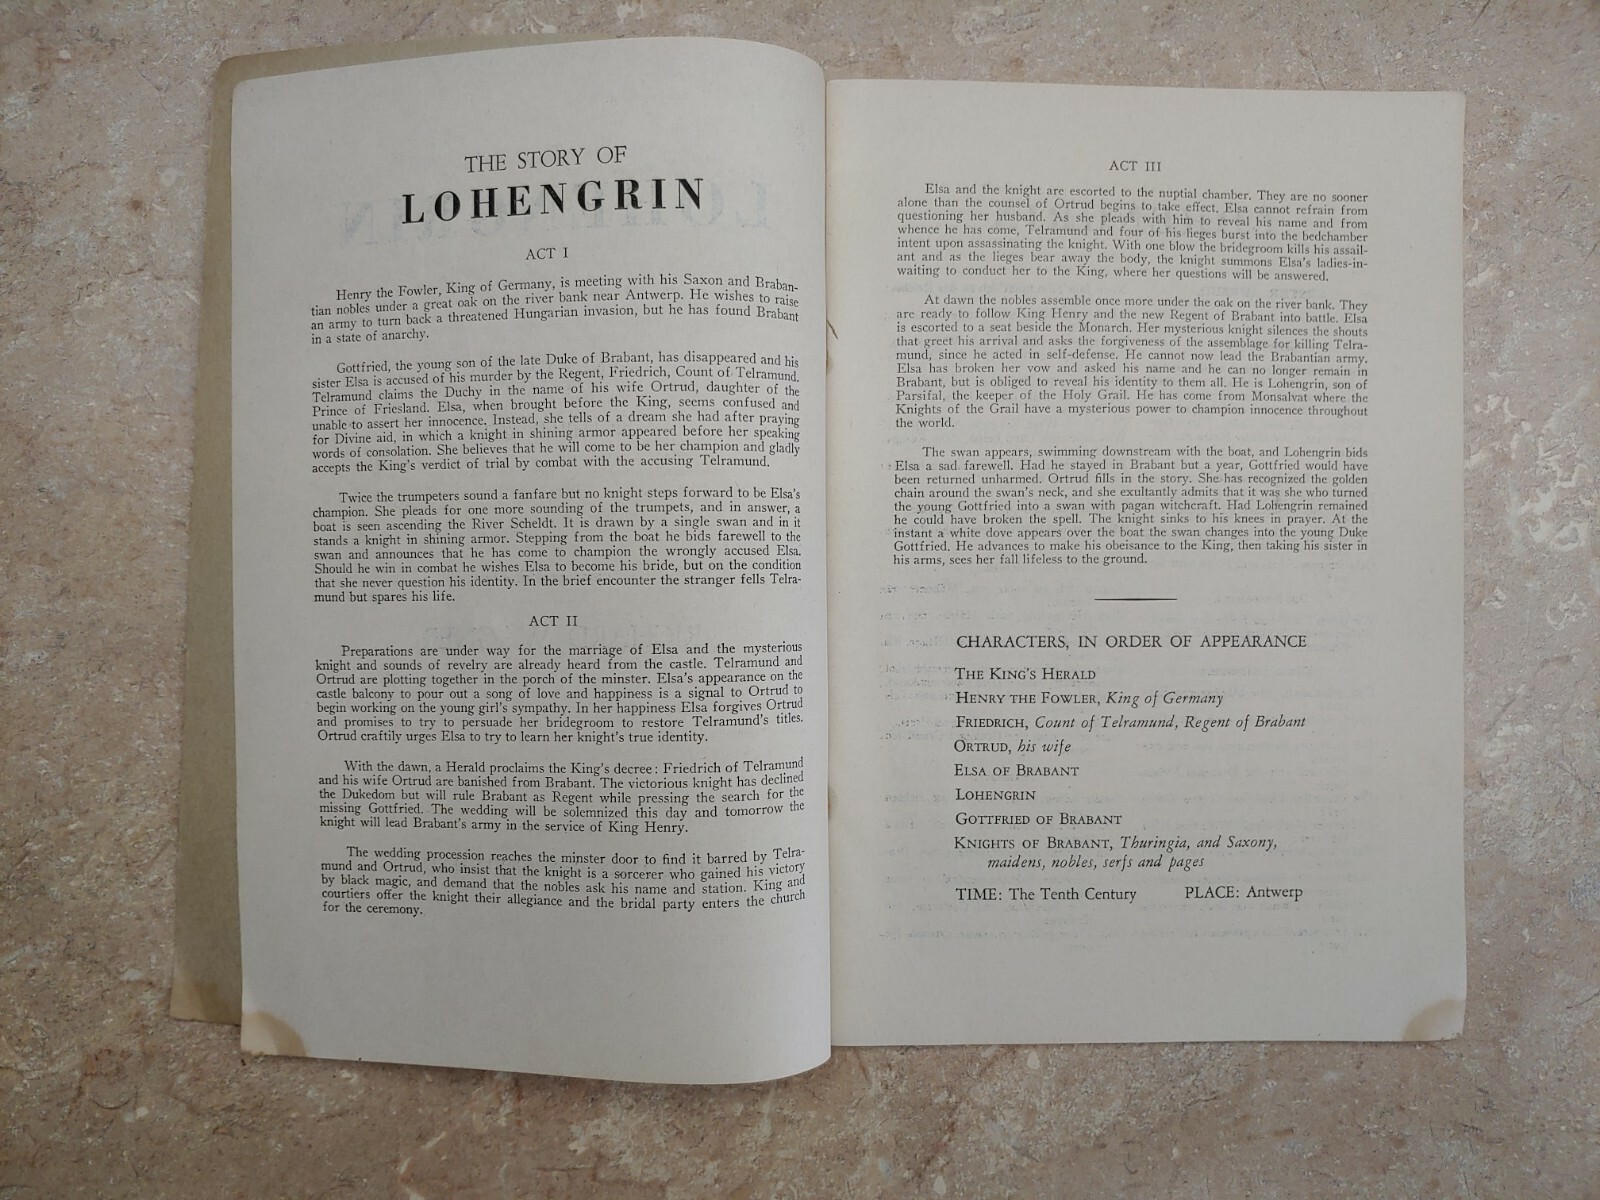 THE STORY OF
LOHENGRIN
ACT I
Henry the Fowler, King of Germany, is meeting with his Saxon and Braban-
tian nobles under a great oak on the river bank near Antwerp. He wishes to raise
an army to turn back a threatened Hungarian invasion, but he has found Brabant
in a state of anarchy.
Gottfried, the young son of the late Duke of Brabant, has disappeared and his
sister Elsa is accused of his murder by the Regent, Friedrich, Count of Telramund.
Telramund claims the Duchy in the name of his wife Ortrud, daughter of the
Prince of Friesland. Elsa, when brought before the King, seems confused and
unable to assert her innocence. Instead, she tells of a dream she had after praying
for Divine aid, in which a knight in shining armor appeared before her speaking
words of consolation. She believes that he will come to be her champion and gladly
accepts the King's verdict of trial by combat with the accusing Telramund.
Twice the trumpeters sound a fanfare but no knight steps forward to be Elsa's
champion. She pleads for one more sounding of the trumpets, and in answer, a
boat is seen ascending the River Scheldt. It is drawn by a single swan and in it
stands a knight in shining armor. Stepping from the boat he bids farewell to the
swan and announces that he has come to champion the wrongly accused Elsa.
Should he win in combat he wishes Elsa to become his bride, but on the condition
that she never question his identity. In the brief encounter the stranger fells Telra-
mund but spares his life.
ACT II
Preparations are under way for the marriage of Elsa and the mysterious
knight and sounds of revelry are already heard from the castle. Telramund and
Ortrud are plotting together in the porch of the minster. Elsa's appearance on the
castle balcony to pour out a song of love and happiness is a signal to Ortrud to
begin working on the young girl's sympathy. In her happiness Elsa forgives Ortrud
and promises to try to persuade her bridegroom to restore Telramund's titles.
Ortrud craftily urges Elsa to try to learn her knight's true identity.
With the dawn, a Herald proclaims the King's decree: Friedrich of Telramund
and his wife Ortrud are banished from Brabant. The victorious knight has declined
the Dukedom but will rule Brabant as Regent while pressing the search for the
missing Gottfried. The wedding will be solemnized this day and tomorrow the
knight will lead Brabant's army in the service of King Henry.
The wedding procession reaches the minster door to find it barred by Telra-
mund and Ortrud, who insist that the knight is a sorcerer who gained his victory
by black magic, and demand that the nobles ask his name and station. King and
courtiers offer the knight their allegiance and the bridal party enters the church
for the ceremony.
ACT III
Elsa and the knight are escorted to the nuptial chamber. They are no sooner
alone than the counsel of Ortrud begins to take effect. Elsa cannot refrain from
questioning her husband. As she pleads with him to reveal his name and from
whence he has come, Telramund and four of his lieges burst into the bedchamber
intent upon assassinating the knight. With one blow the bridegroom kills his assail-
ant and as the lieges bear away the body, the knight summons Elsa's ladies-in-
waiting to conduct her to the King, where her questions will be answered.
At dawn the nobles assemble once more under the oak on the river bank. They
are ready to follow King Henry and the new Regent of Brabant into battle. Elsa
is escorted to a seat beside the Monarch. Her mysterious knight silences the shouts
that greet his arrival and asks the forgiveness of the assemblage for killing Telra-
mund, since he acted in self-defense. He cannot now lead the Brabantian army.
Elsa has broken her vow and asked his name and he can no longer remain in
Brabant, but is obliged to reveal his identity to them all. He is Lohengrin, son of
Parsifal, the keeper of the Holy Grail. He has come from Monsalvat where the
Knights of the Grail have a mysterious power to champion innocence throughout
the world.
The swan appears, swimming downstream with the boat, and Lohengrin bids
Elsa a sad farewell. Had he stayed in Brabant but a year, Gottfried would have
been returned unharmed. Ortrud fills in the story. She has recognized the golden
chain around the swan's neck, and she exultantly admits that it was she who turned
the young Gottfried into a swan with pagan witchcraft. Had Lohengrin remained
he could have broken the spell. The knight sinks to his knees in prayer. At the
instant a white dove appears over the boat the swan changes into the young Duke
Gottfried. He advances to make his obeisance to the King, then taking his sister in
his arms, sees her fall lifeless to the ground.
CHARACTERS, IN ORDER OF APPEARANCE
THE KING'S HERALD
HENRY THE FOWLER, King of Germany
FRIEDRICH, Count of Telramund, Regent of Brabant
ORTRUD, his wife
ELSA OF BRABANT
LOHENGRIN
GOTTFRIED OF BRABANT
KNIGHTS OF BRABANT, Thuringia, and Saxony,
maidens, nobles, serfs and pages
TIME: The Tenth Century PLACE: Antwerp